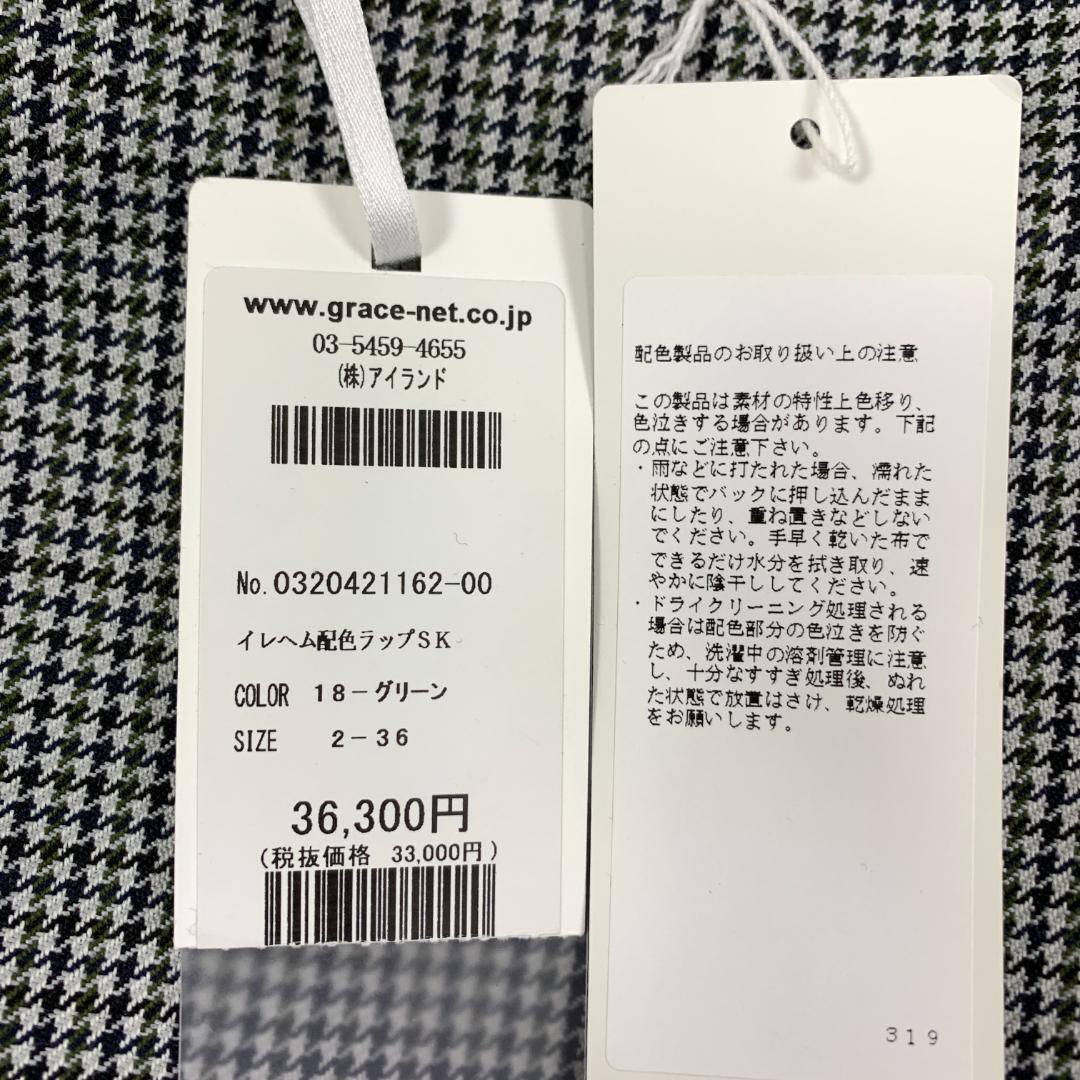 www.grace-net.co.jp
03-5459-4655
(株)アイランド
No.0320421162-00
イレヘム配色ラップSK
COLOR 18-グリーン
SIZE 2-36
36,300円
(税抜価格 33,000円)
配色製品のお取り扱い上の注意
この製品は素材の特性上色移り、
色泣きする場合があります。下記
の点にご注意下さい。
・雨などに打たれた場合、濡れた
状態でバックに押し込んだまま
にしたり、重ね置きなどしない
でください。手早く乾いた布で
できるだけ水分を拭き取り、速
やかに陰干ししてください。
・ドライクリーニング処理される
場合は配色部分の色泣きを防ぐ
ため、洗濯中の溶剤管理に注意
し、十分なすすぎ処理後、ぬれ
た状態で放置はさけ、乾燥処理
をお願いします。
319